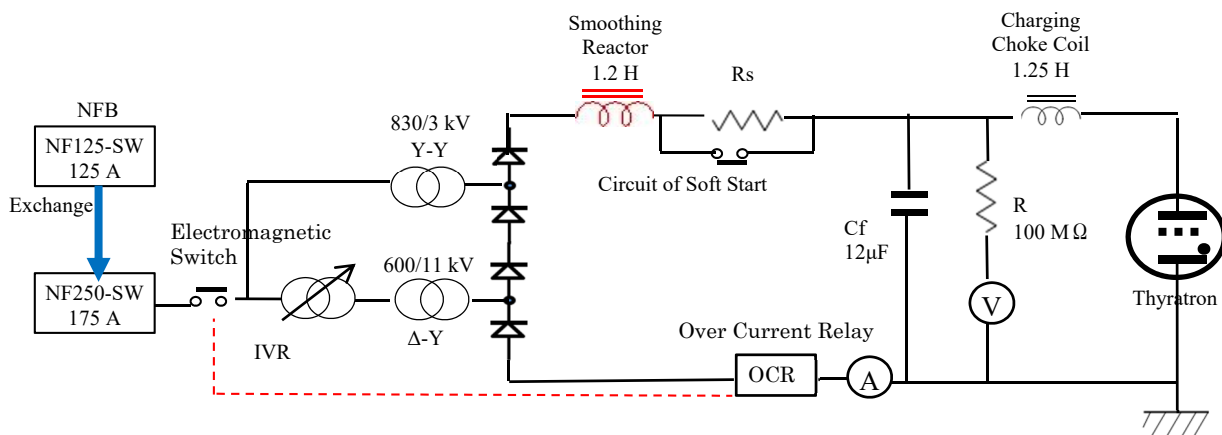 Smoothing
Reactor
1.2 H
Rs
Charging
Choke Coil
1.25 H
NFB
NF125-SW
125 A
830/3 kV
Y-Y
Circuit of Soft Start
Exchange
Electromagnetic
Switch
R
100 MΩ
Cf
12μF
NF250-SW
175 A
600/11 kV
Δ-Y
IVR
V
Thyratron
Over Current Relay
OCR
A